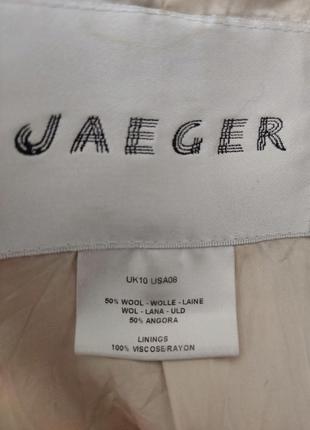 JAEGER
UK10 USA08
50% WOOL - WOLLE - LAINE
WOL - LANA - ULD
50% ANGORA
LININGS
100% VISCOSE/RAYON